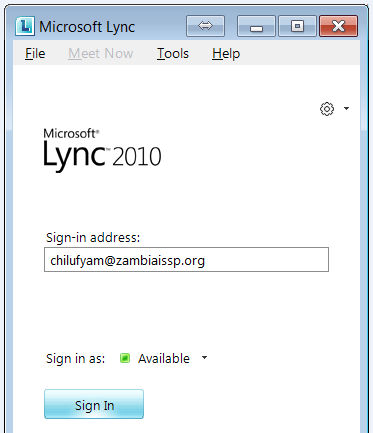 Microsoft Lync
File Meet Now Tools Help
Microsoft®
Lync™ 2010
Sign-in address:
chilufyam@zambiaissp.org
Sign in as: Available
Sign In